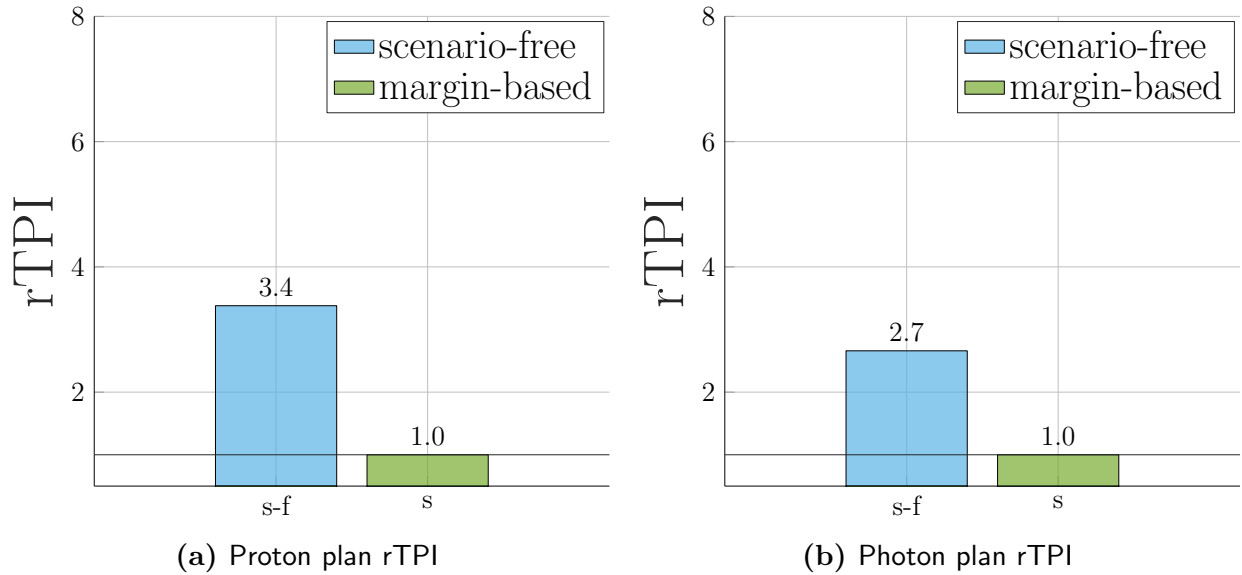 8
6
4
2
rTPI
scenario-free
margin-based
3.4
1.0
s-f
s
(a) Proton plan rTPI
8
6
4
2
rTPI
scenario-free
margin-based
2.7
1.0
s-f
s
(b) Photon plan rTPI